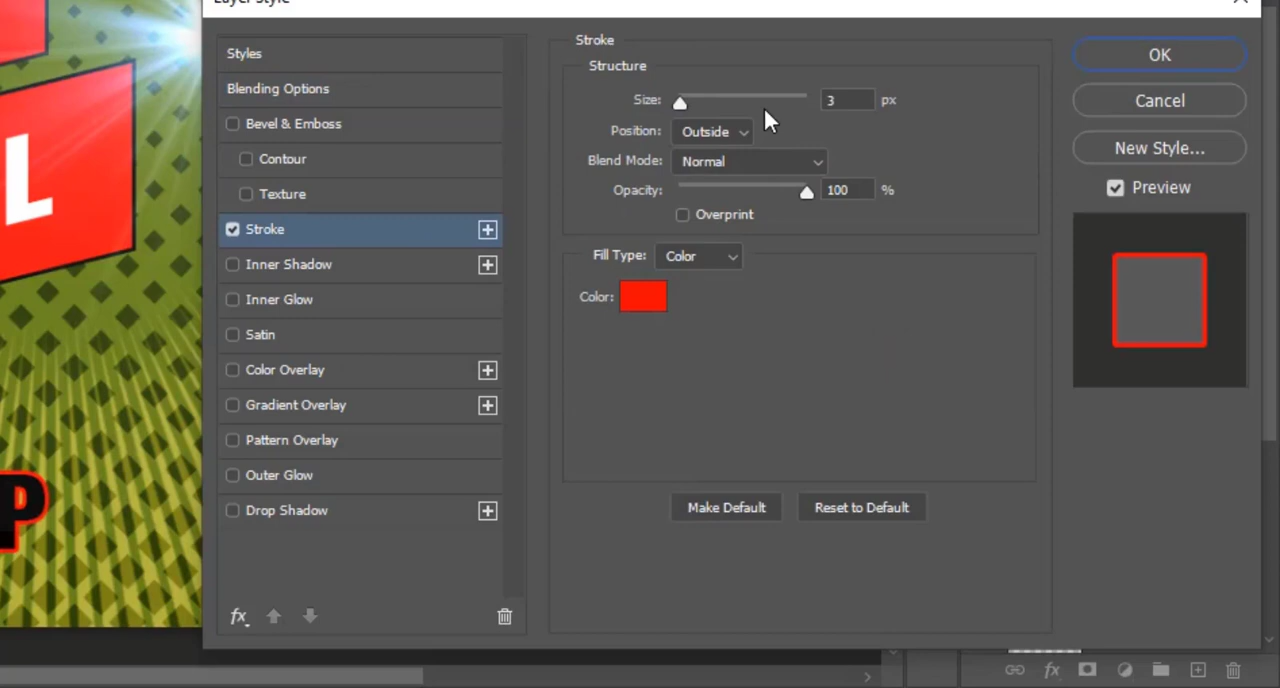 Layer Style
Styles
Blending Options
Bevel & Emboss
Contour
Texture
Stroke
Inner Shadow
Inner Glow
Satin
Color Overlay
Gradient Overlay
Pattern Overlay
Outer Glow
Drop Shadow
fx
Stroke
Structure
Size: 3 px
Position: Outside
Blend Mode: Normal
Opacity: 100 %
Overprint
Fill Type: Color
Color:
Make Default Reset to Default
OK
Cancel
New Style...
Preview
L
P
fx